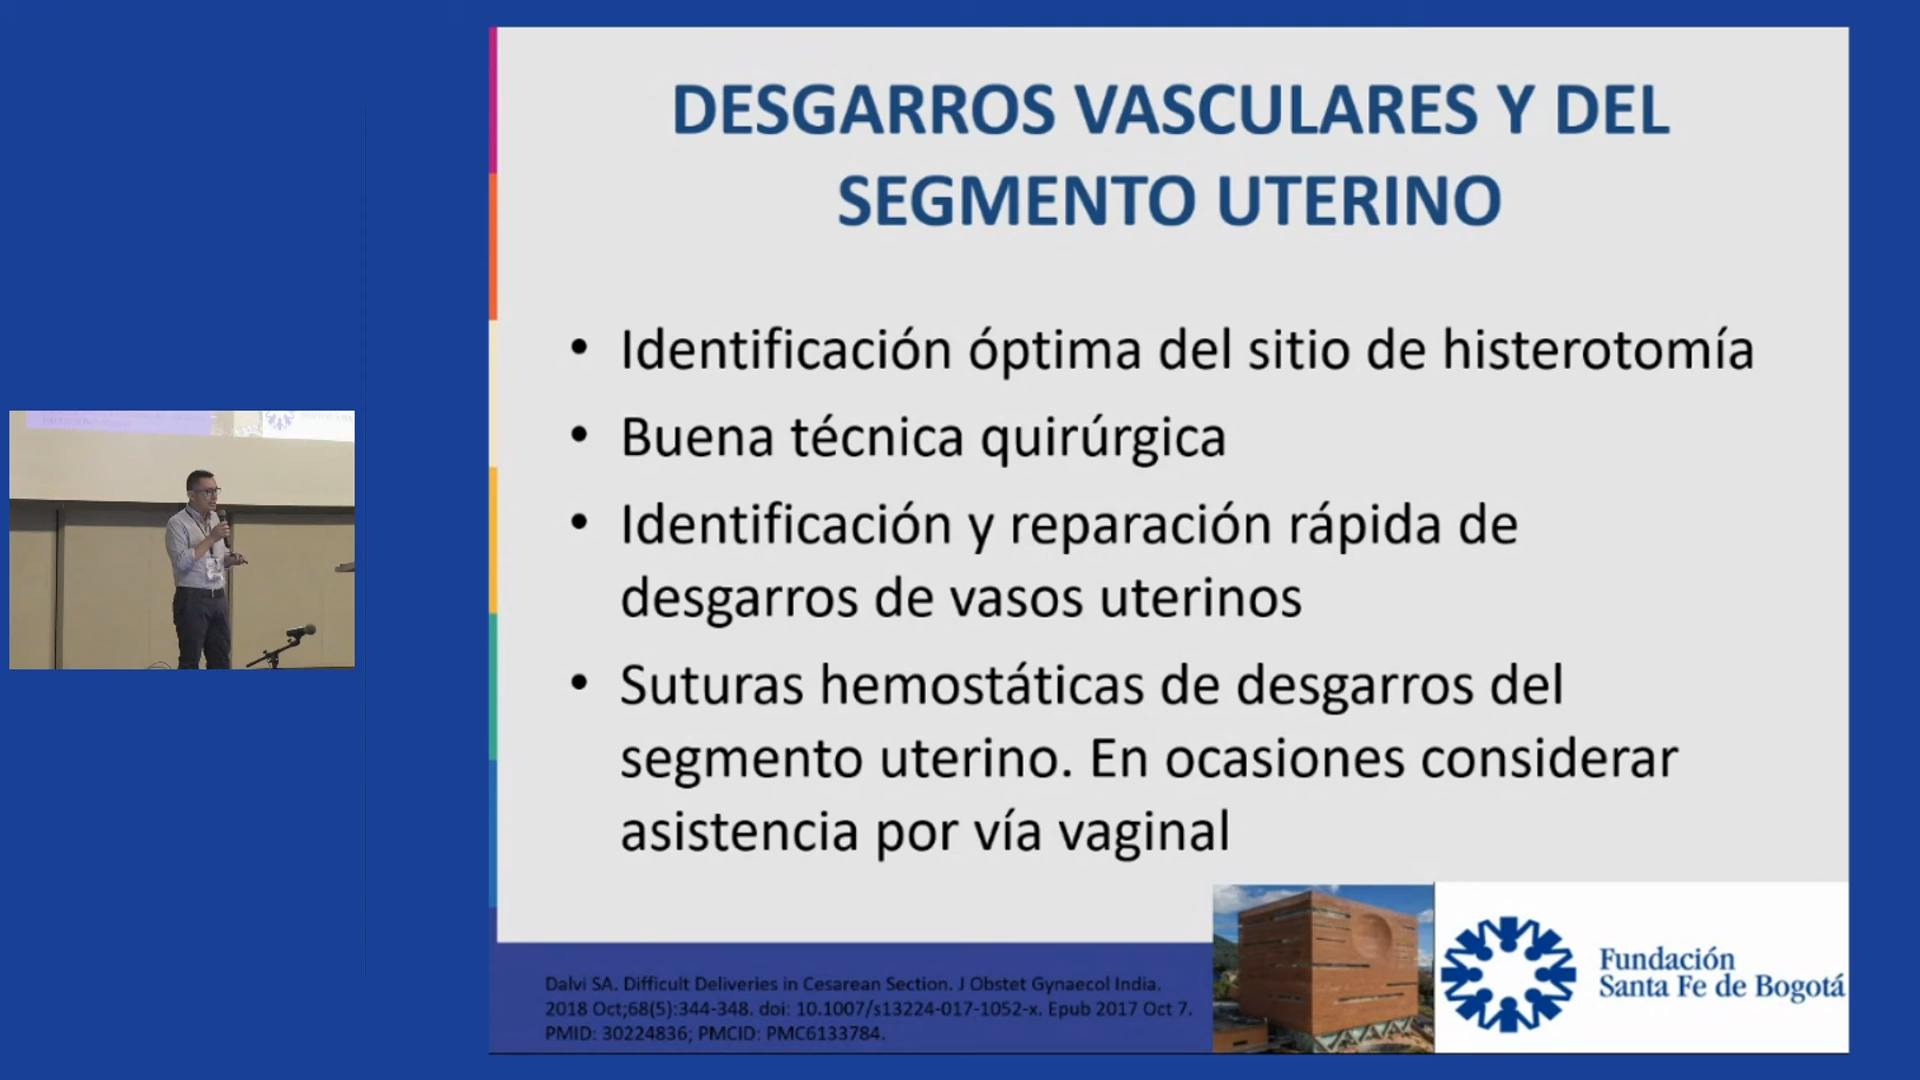 DESGARROS VASCULARES Y DEL
SEGMENTO UTERINO
• Identificación óptima del sitio de histerotomía
• Buena técnica quirúrgica
• Identificación y reparación rápida de
desgarros de vasos uterinos
• Suturas hemostáticas de desgarros del
segmento uterino. En ocasiones considerar
asistencia por vía vaginal
Dalvi SA. Difficult Deliveries in Cesarean Section. J Obstet Gynaecol India.
2018 Oct;68(5):344-348. doi: 10.1007/s13224-017-1052-x. Epub 2017 Oct 7.
PMID: 30224836; PMCID: PMC6133784.
Fundación
Santa Fe de Bogotá